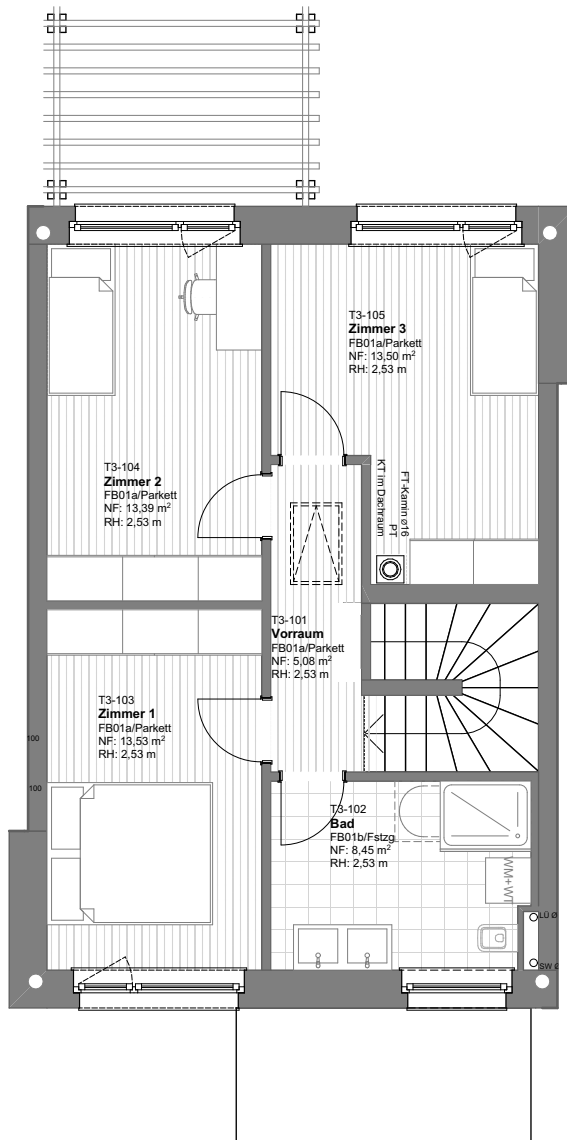 T3-105
Zimmer 3
FB01a/Parkett
NF: 13,50 m²
RH: 2,53 m
T3-104
Zimmer 2
FB01a/Parkett
NF: 13,39 m²
RH: 2,53 m
FT-Kamin ø16
PT
KT im Dachraum
T3-101
Vorraum
FB01a/Parkett
NF: 5,08 m²
RH: 2,53 m
T3-103
Zimmer 1
FB01a/Parkett
NF: 13,53 m²
RH: 2,53 m
100
100
T3-102
Bad
FB01b/Fstzg
NF: 8,45 m²
RH: 2,53 m
WM+WT
LÜ Ø
SW Ø